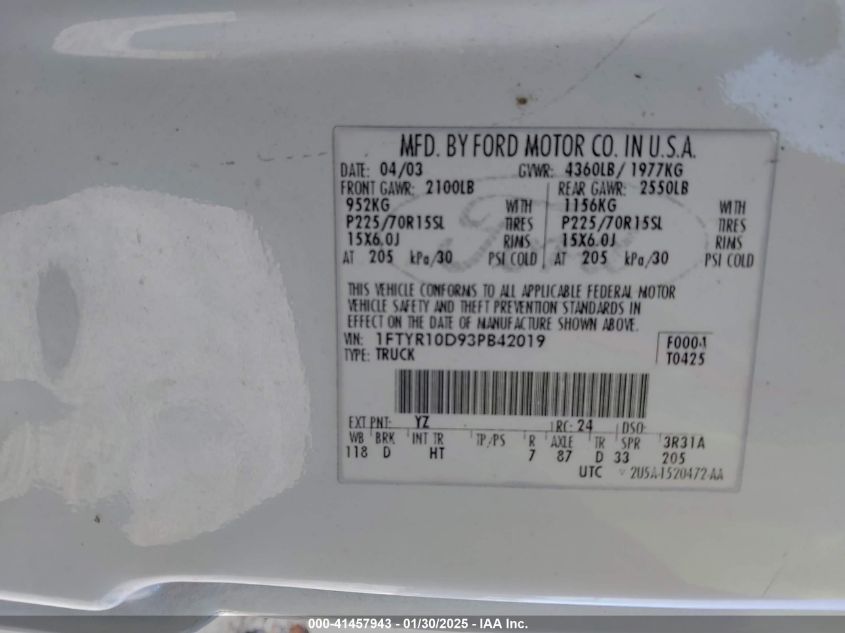 MFD. BY FORD MOTOR CO. IN U.S.A.
DATE: 04/03 GVWR: 4360LB/ 1977KG
FRONT GAWR: 2100LB REAR GAWR: 2550LB
952KG WITH 1156KG WITH
P225/70R15SL TIRES P225/70R15SL TIRES
15X6.0J RIMS 15X6.0J RIMS
AT 205 kPa/30 PSI COLD AT 205 kPa/30 PSI COLD
THIS VEHICLE CONFORMS TO ALL APPLICABLE FEDERAL MOTOR
VEHICLE SAFETY AND THEFT PREVENTION STANDARDS IN
EFFECT ON THE DATE OF MANUFACTURE SHOWN ABOVE.
VIN: 1FTYR10D93PB42019 F0001
TYPE: TRUCK T0425
EXT PNT: YZ RC: 24 DSO:
WB BRK INT TR TP/PS R AXLE TR SPR 3R31A
118 D HT 7 87 D 33 205
UTC 2U5A-1520472-AA
000-41457943 - 01/30/2025 - IAA Inc.